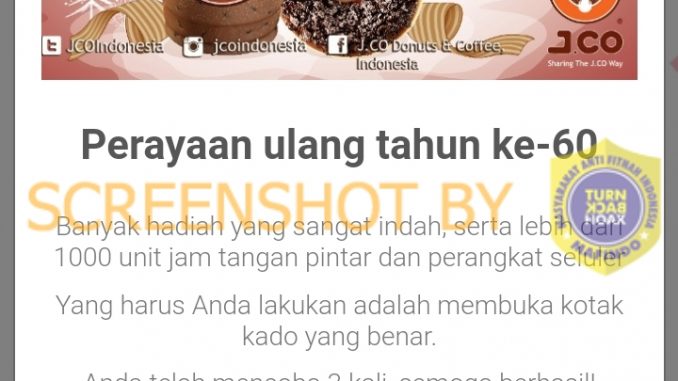 JCOIndonesia
jcoindonesia
J.CO Donuts & Coffee, Indonesia
J.CO
Sharing The J.CO Way
Perayaan ulang tahun ke-60
SCREENSHOT BY
MASYARAKAT ANTI FITNAH INDONESIA
TURN BACK HOAX
Banyak hadiah yang sangat indah, serta lebih dari
1000 unit jam tangan pintar dan perangkat seluler
Yang harus Anda lakukan adalah membuka kotak
kado yang benar.
Anda telah mencoba 3 kali, semoga berhasil!